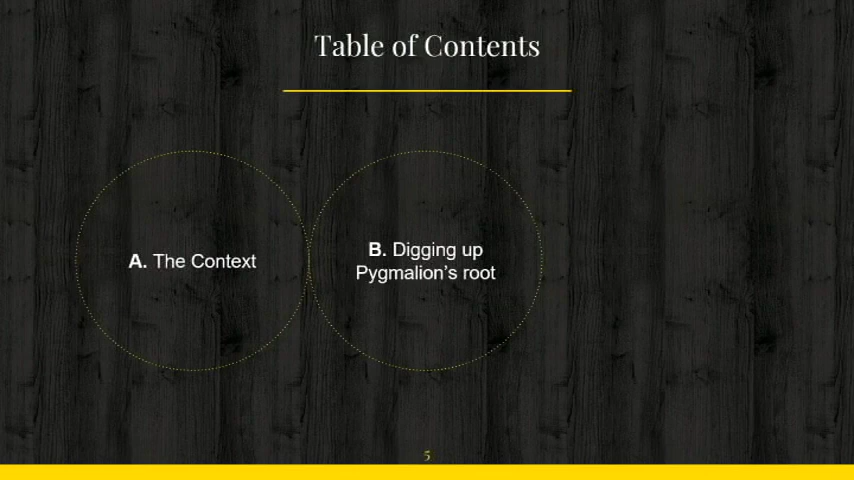 Table of Contents
A. The Context
B. Digging up
Pygmalion’s root
5